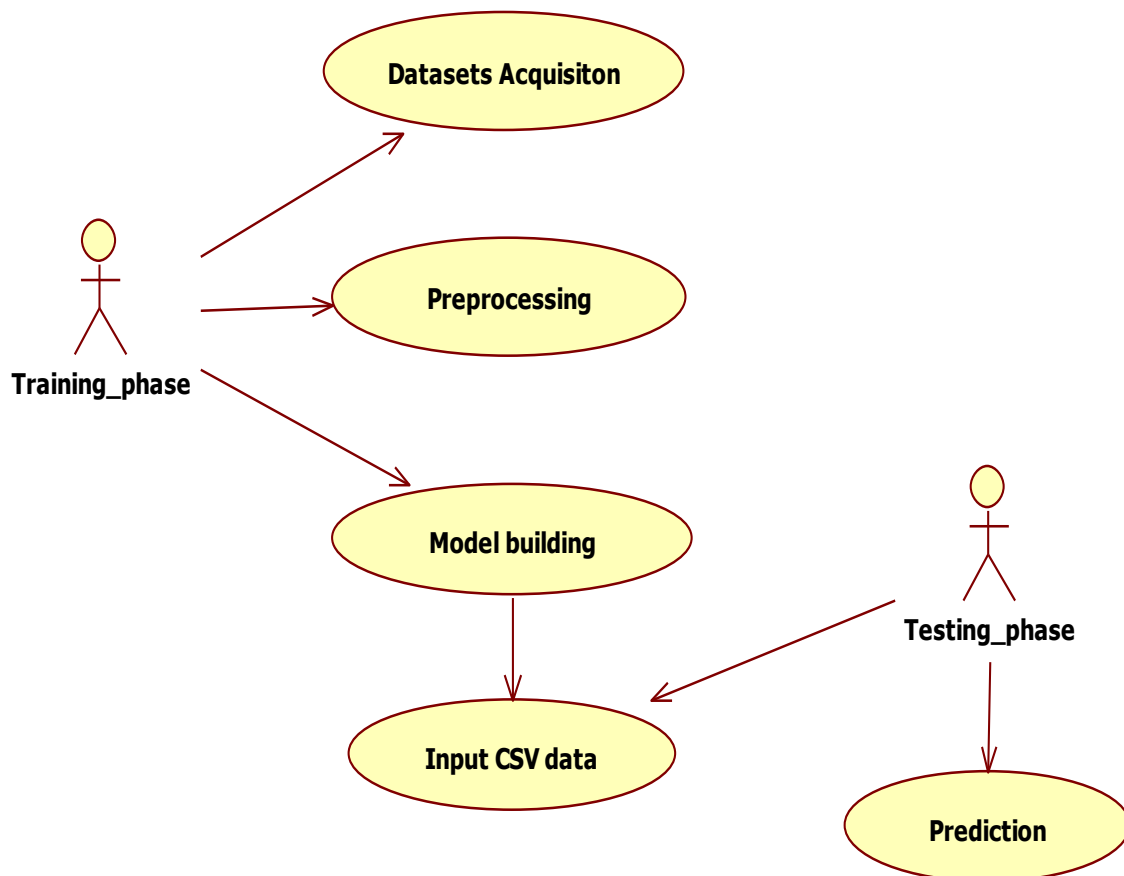 Datasets Acquisiton
Preprocessing
Training_phase
Model building
Testing_phase
Input CSV data
Prediction